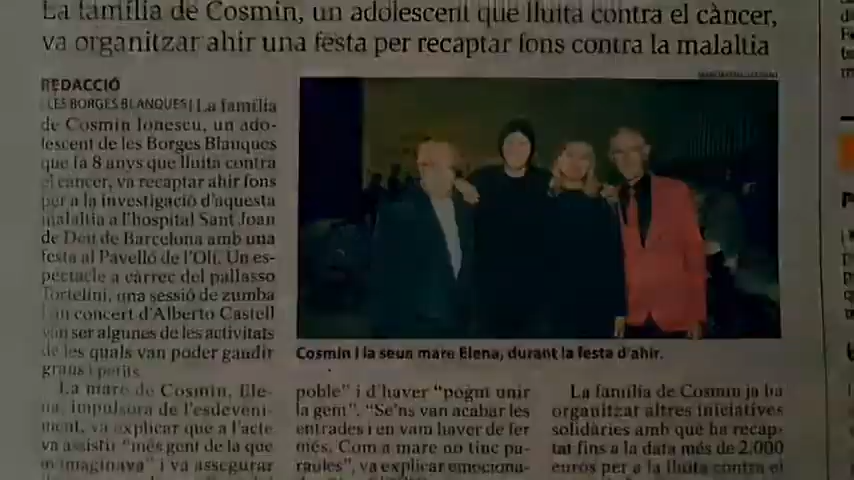 La família de Cosmin, un adolescent que lluita contra el càncer,
va organitzar ahir una festa per recaptar fons contra la malaltia
REDACCIÓ
LES BORGES BLANQUES | La família
de Cosmin Ionescu, un ado-
lescent de les Borges Blanques
que fa 8 anys que lluita contra
el càncer, va recaptar ahir fons
per a la investigació d'aquesta
malaltia a l'hospital Sant Joan
de Déu de Barcelona amb una
festa al Pavelló de l'Oli. Un es-
pectacle a càrrec del pallasso
Tortelini, una sessió de zumba
i un concert d'Alberto Castell
van ser algunes de les activitats
de les quals van poder gaudir
grans i petits.
La mare de Cosmin, Ele-
na, impulsora de l'esdeveni-
ment, va explicar que a l'acte
va assistir "més gent de la que
m'imaginava" i va assegurar
Cosmin i la seua mare Elena, durant la festa d'ahir.
poble" i d'haver "pogut unir
la gent". "Se'ns van acabar les
entrades i en vam haver de fer
més. Com a mare no tinc pa-
raules", va explicar emociona-
La família de Cosmin ja ha
organitzar altres iniciatives
solidàries amb què ha recap-
tat fins a la data més de 2.000
euros per a la lluita contra el